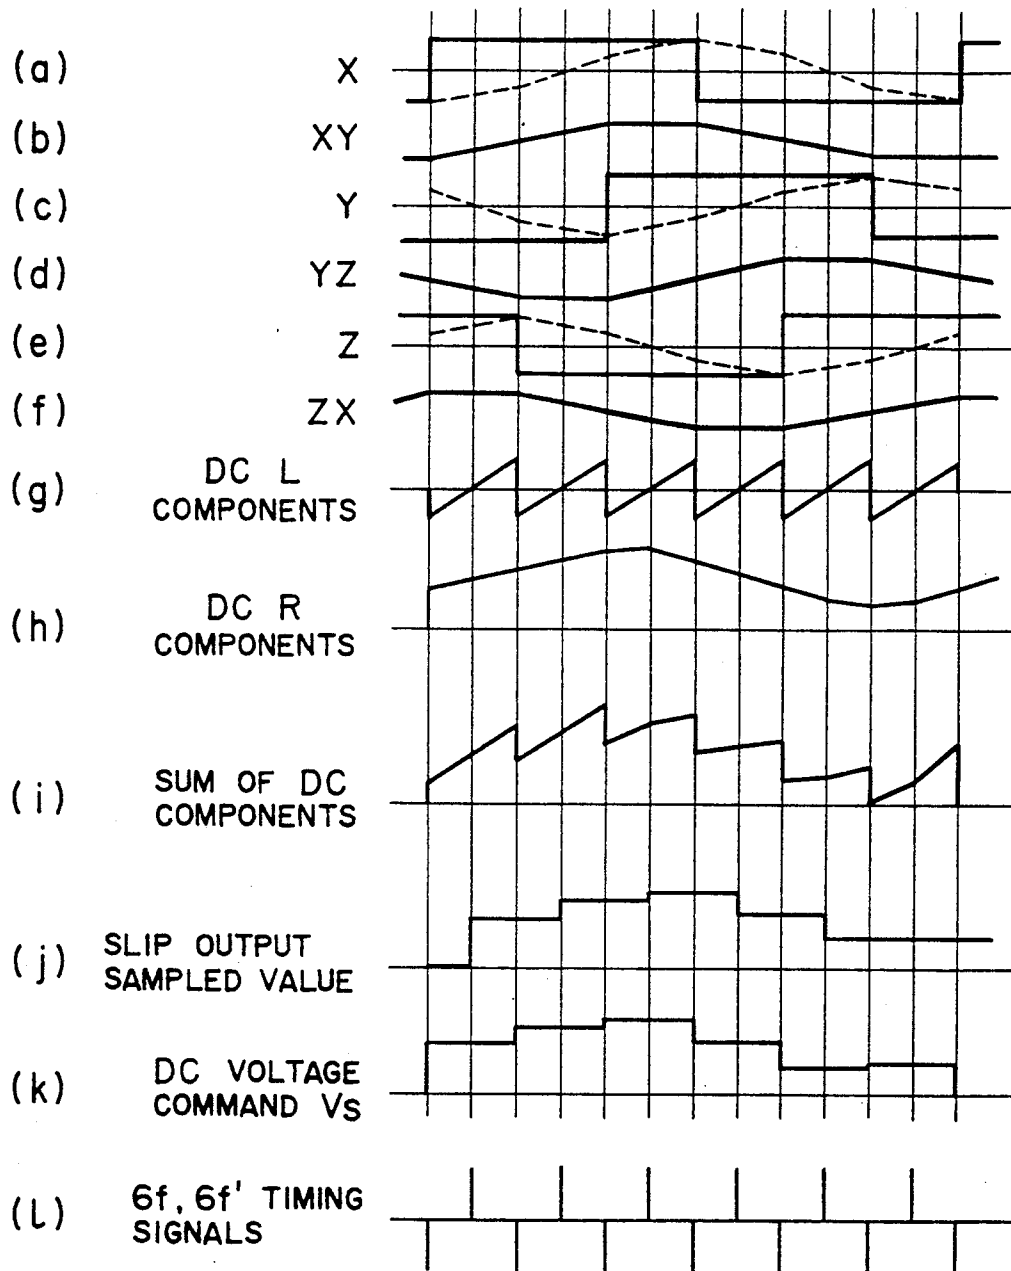 (a) X
(b) XY
(c) Y
(d) YZ
(e) Z
(f) ZX
(g) DC L
COMPONENTS
(h) DC R
COMPONENTS
(i) SUM OF DC
COMPONENTS
(j) SLIP OUTPUT
SAMPLED VALUE
(k) DC VOLTAGE
COMMAND Vs
(l) 6f, 6f' TIMING
SIGNALS